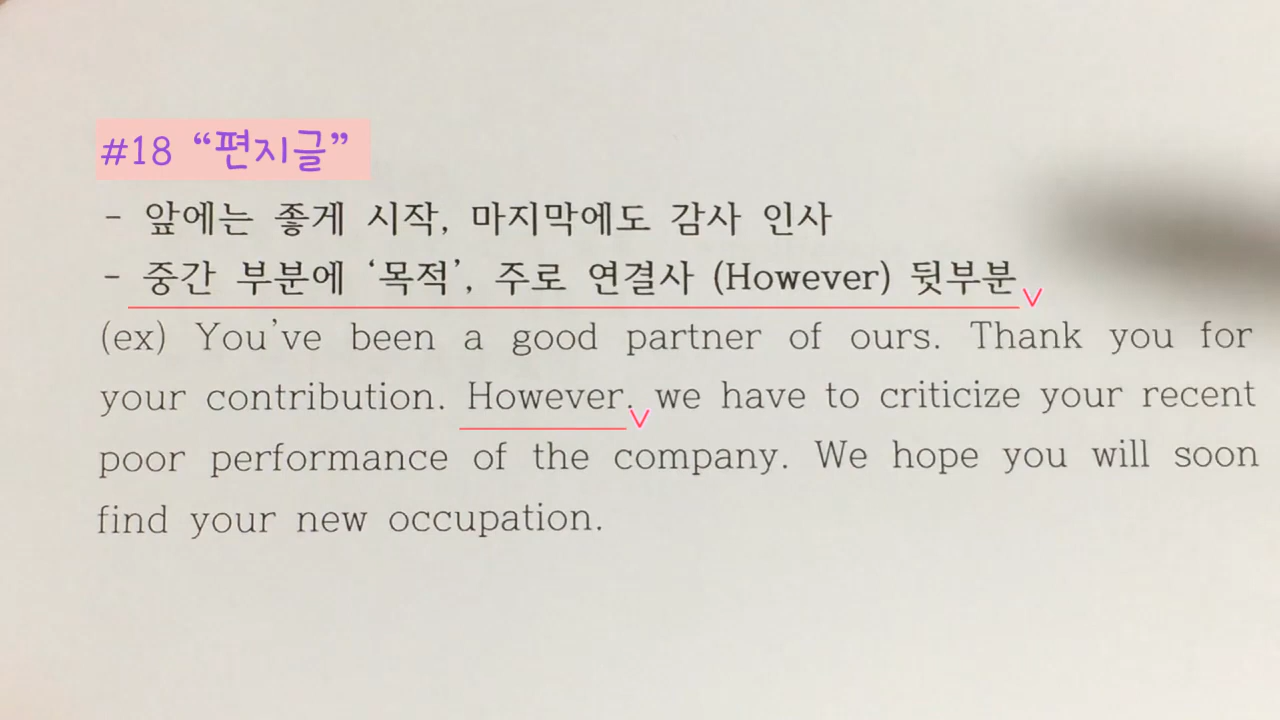 #18 “편지글”
- 앞에는 좋게 시작, 마지막에도 감사 인사
- 중간 부분에 ‘목적’, 주로 연결사 (However) 뒷부분
(ex) You’ve been a good partner of ours. Thank you for
your contribution. However, we have to criticize your recent
poor performance of the company. We hope you will soon
find your new occupation.